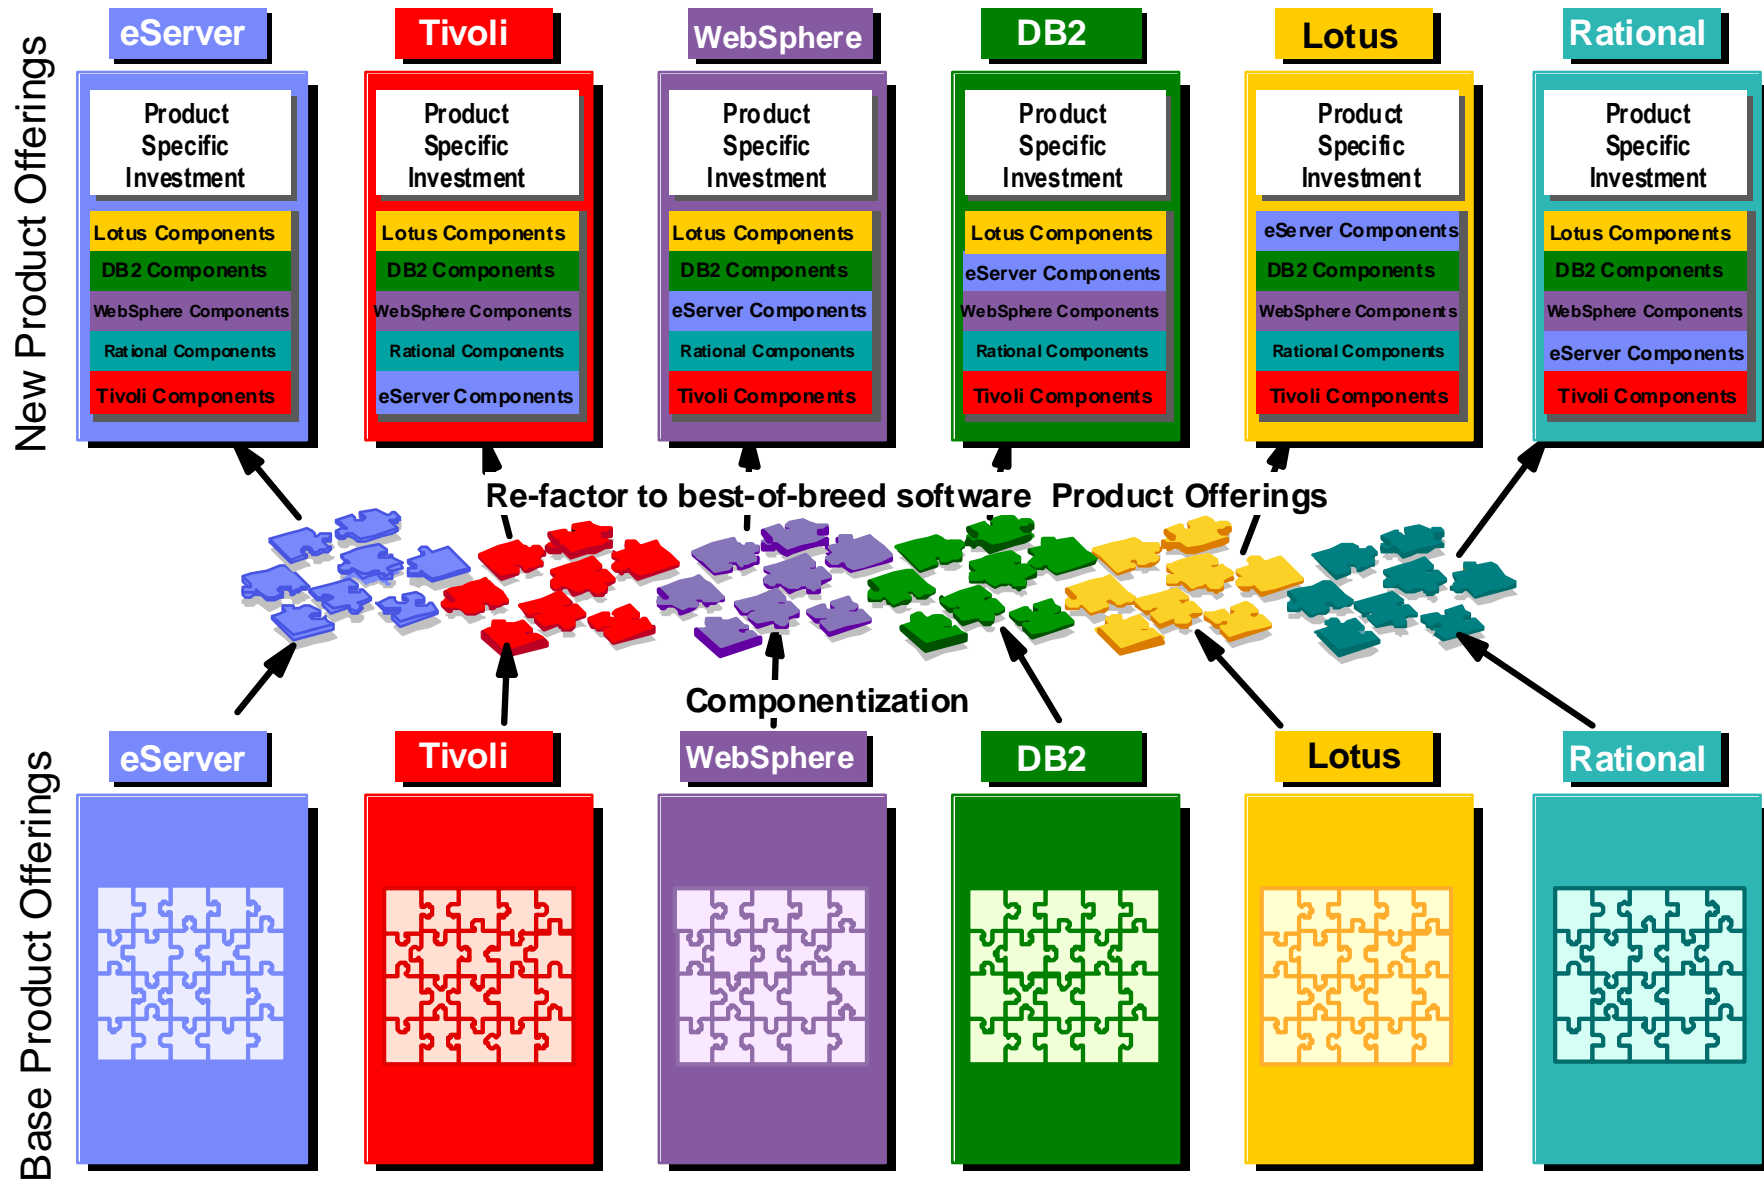 New Product Offerings
eServer
Tivoli
WebSphere
DB2
Lotus
Rational
Product
Specific
Investment
Lotus Components
DB2 Components
WebSphere Components
Rational Components
Tivoli Components
Product
Specific
Investment
Lotus Components
DB2 Components
WebSphere Components
Rational Components
eServer Components
Product
Specific
Investment
Lotus Components
DB2 Components
eServer Components
Rational Components
Tivoli Components
Product
Specific
Investment
Lotus Components
eServer Components
WebSphere Components
Rational Components
Tivoli Components
Product
Specific
Investment
eServer Components
DB2 Components
WebSphere Components
Rational Components
Tivoli Components
Product
Specific
Investment
Lotus Components
DB2 Components
WebSphere Components
eServer Components
Tivoli Components
Re-factor to best-of-breed software Product Offerings
Componentization
Base Product Offerings
eServer
Tivoli
WebSphere
DB2
Lotus
Rational